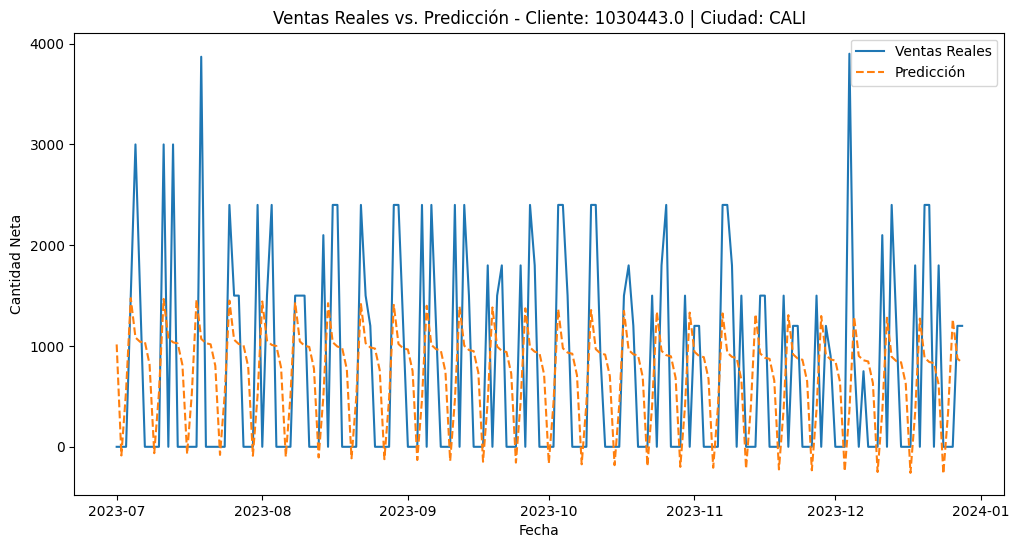 Ventas Reales vs. Predicción - Cliente: 1030443.0 | Ciudad: CALI
Ventas Reales
Predicción
Cantidad Neta
4000
3000
2000
1000
0
2023-07
2023-08
2023-09
2023-10
2023-11
2023-12
2024-01
Fecha